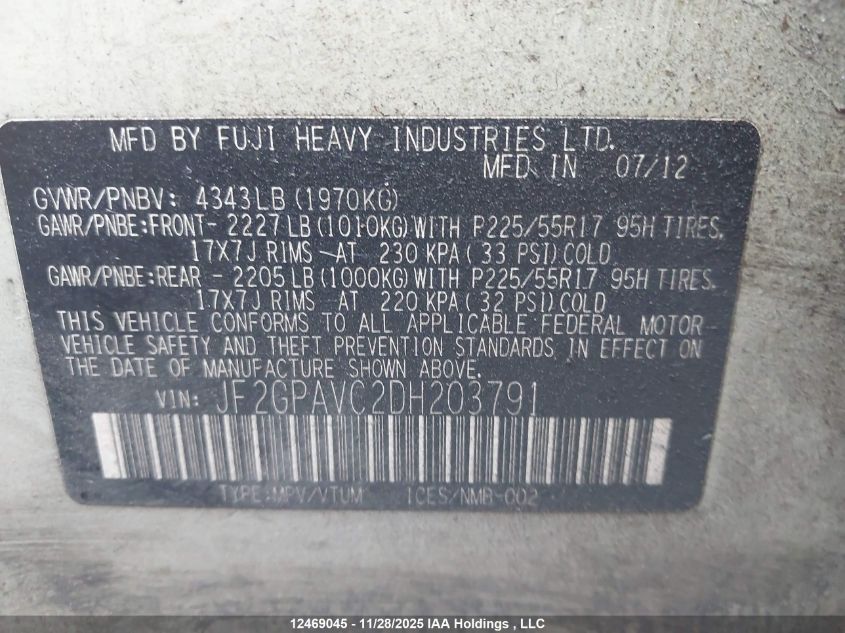 MFD BY FUJI HEAVY INDUSTRIES LTD.
MFD IN 07/12
GVWR/PNBV: 4343LB(1970KG)
GAWR/PNBE:FRONT- 2227LB(1010KG)WITH P225/55R17 95H TIRES,
17X7J RIMS AT 230 KPA(33 PSI)COLD
GAWR/PNBE:REAR - 2205LB(1000KG)WITH P225/55R17 95H TIRES.
17X7J RIMS AT 220 KPA(32 PSI)COLD
THIS VEHICLE CONFORMS TO ALL APPLICABLE FEDERAL MOTOR
VEHICLE SAFETY AND THEFT PREVENTION STANDARDS IN EFFECT ON
THE DATE OF MANUFACTURE SHOWN ABOVE.
VIN: JF2GPAVC2DH203791
TYPE:MPV/VTUM ICES/NMB-002
12469045 - 11/28/2025 IAA Holdings , LLC